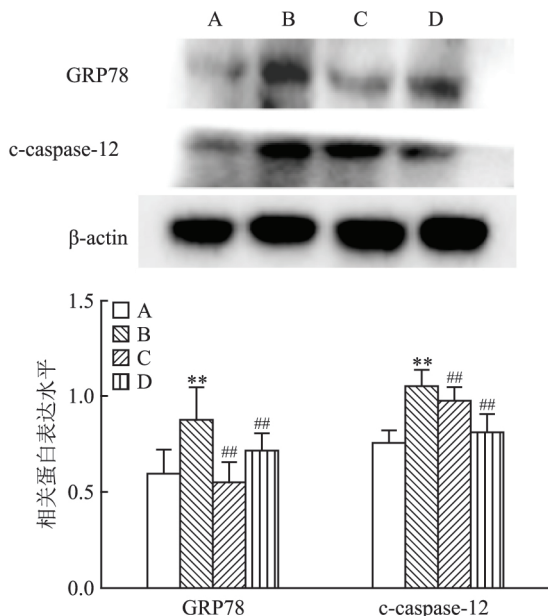 A B C D
GRP78
c-caspase-12
β-actin
1.5
A
B
C
D
1.0
0.5
0.0
相关蛋白表达水平
**
##
##
**
##
##
GRP78
c-caspase-12